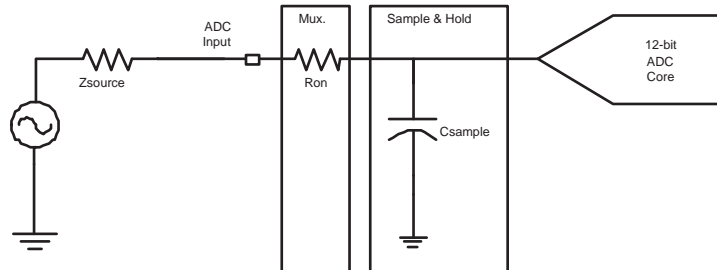 ADC
Input
Mux.
Sample & Hold
12-bit
ADC
Core
Zsource
Ron
Csample